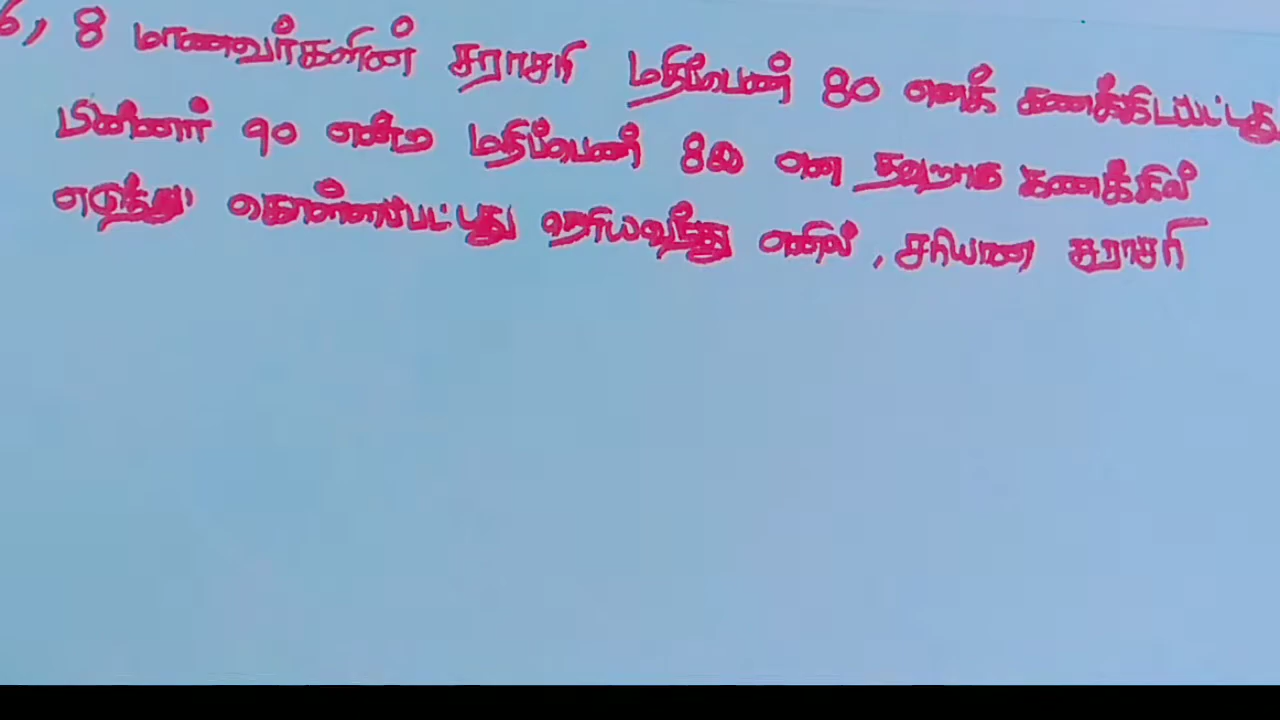 6, 8 மாணவர்களின் சராசரி மதிப்பெண் 80 எனக் கணக்கிடப்பட்டது
பின்னர் 90 என்ற மதிப்பெண் என தவறாக கணக்கில்
எடுத்து கொள்ளப்பட்டது தெரியவந்து எனில் , சரியான சராசரி